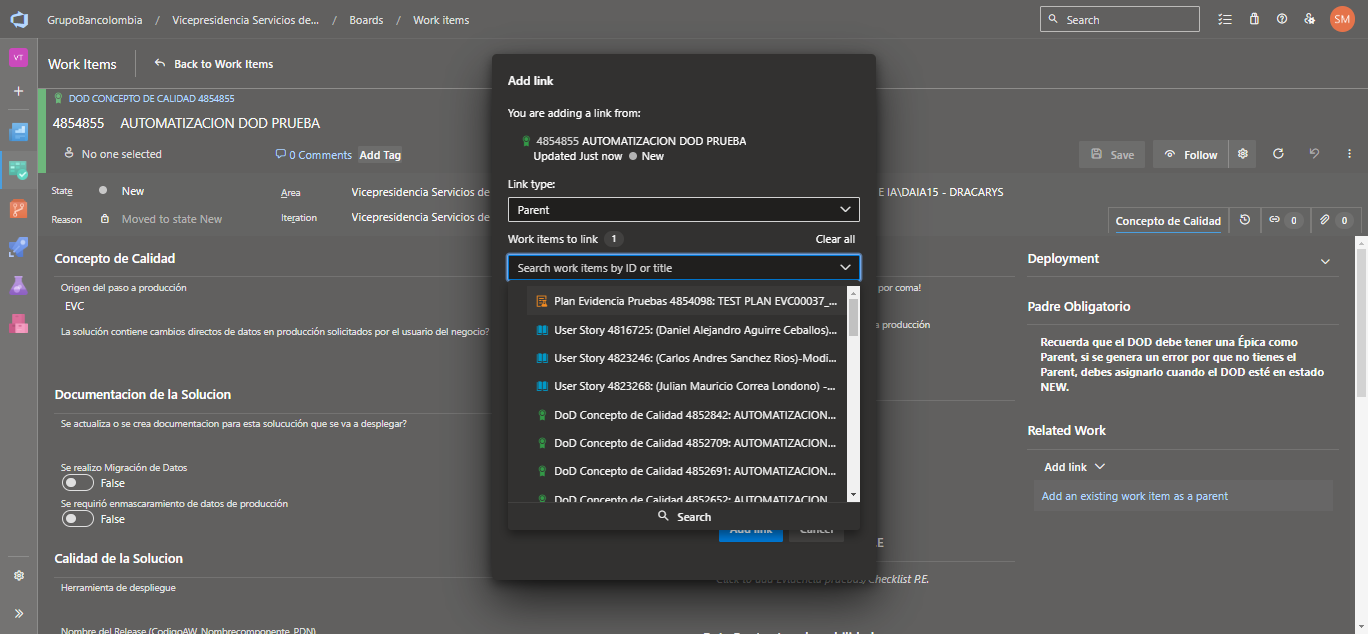 GrupoBancolombia / Vicepresidencia Servicios de... / Boards / Work items
Search
SM
VT
Work Items
Back to Work Items
DOD CONCEPTO DE CALIDAD 4854855
4854855 AUTOMATIZACION DOD PRUEBA
No one selected
0 Comments
Add Tag
Save
Follow
State
New
Area
Vicepresidencia Servicios de
E IA\DAIA15 - DRACARYS
Reason
Moved to state New
Iteration
Vicepresidencia Servicios de
Concepto de Calidad
0
0
Concepto de Calidad
Origen del paso a producción
EVC
La solución contiene cambios directos de datos en producción solicitados por el usuario del negocio?
por coma!
a producción
Documentacion de la Solucion
Se actualiza o se crea documentacion para esta solucución que se va a desplegar?
Se realizo Migración de Datos
False
Se requirió enmascaramiento de datos de producción
False
Calidad de la Solucion
Herramienta de despliegue
Nombre del Release (CodigoAW_Nombrecomponente_PDN)
Add link
You are adding a link from:
4854855 AUTOMATIZACION DOD PRUEBA
Updated Just now
New
Link type:
Parent
Work items to link 1
Clear all
Search work items by ID or title
Plan Evidencia Pruebas 4854098: TEST PLAN EVC00037_...
User Story 4816725: (Daniel Alejandro Aguirre Ceballos)...
User Story 4823246: (Carlos Andres Sanchez Rios)-Modi...
User Story 4823268: (Julian Mauricio Correa Londono) -...
DoD Concepto de Calidad 4852842: AUTOMATIZACION...
DoD Concepto de Calidad 4852709: AUTOMATIZACION...
DoD Concepto de Calidad 4852691: AUTOMATIZACION...
DoD Concepto de Calidad 4852652: AUTOMATIZACION
Search
Add link
Cancel
E
Click to add Evidencia pruebas/Checklist P.E.
Deployment
Padre Obligatorio
Recuerda que el DOD debe tener una Épica como
Parent, si se genera un error por que no tienes el
Parent, debes asignarlo cuando el DOD esté en estado
NEW.
Related Work
Add link
Add an existing work item as a parent